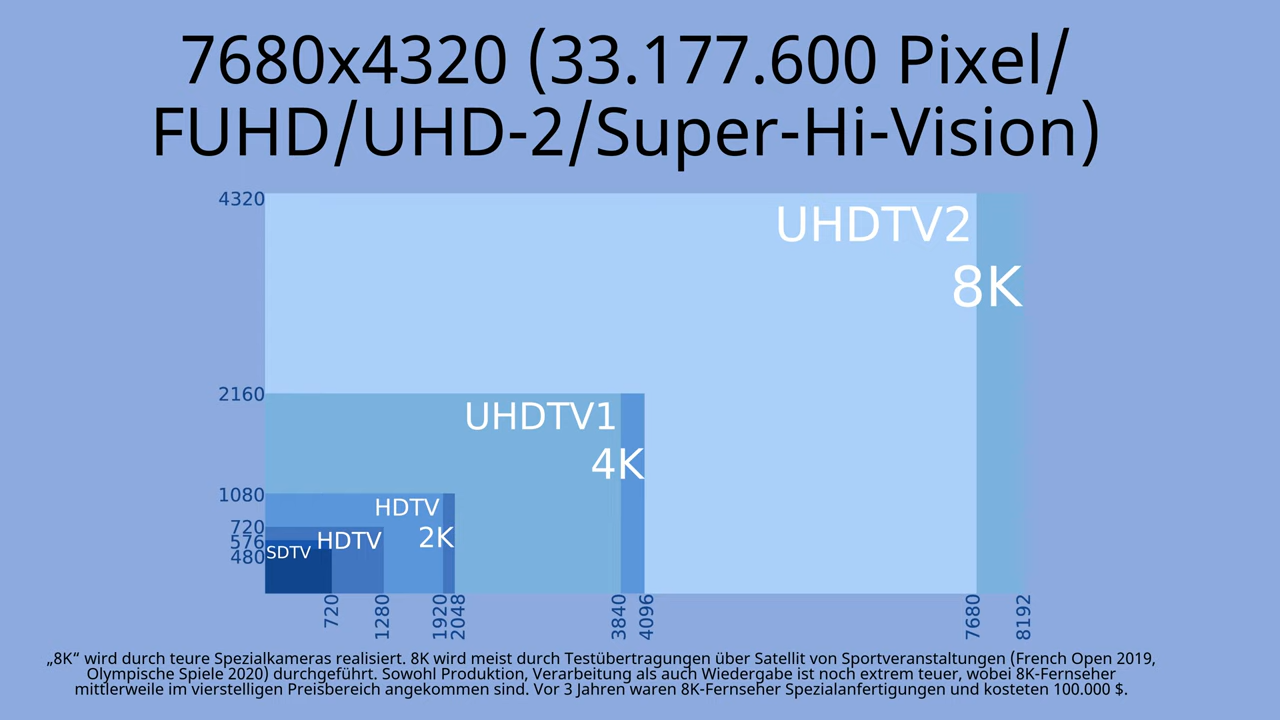 7680x4320 (33.177.600 Pixel/
FUHD/UHD-2/Super-Hi-Vision)
4320
UHDTV2
8K
2160
UHDTV1
4K
1080
HDTV
720
2K
576
HDTV
480
SDTV
720
1280
1920
2048
3840
4096
7680
8192
„8K“ wird durch teure Spezialkameras realisiert. 8K wird meist durch Testübertragungen über Satellit von Sportveranstaltungen (French Open 2019,
Olympische Spiele 2020) durchgeführt. Sowohl Produktion, Verarbeitung als auch Wiedergabe ist noch extrem teuer, wobei 8K-Fernseher
mittlerweile im vierstelligen Preisbereich angekommen sind. Vor 3 Jahren waren 8K-Fernseher Spezialanfertigungen und kosteten 100.000 $.